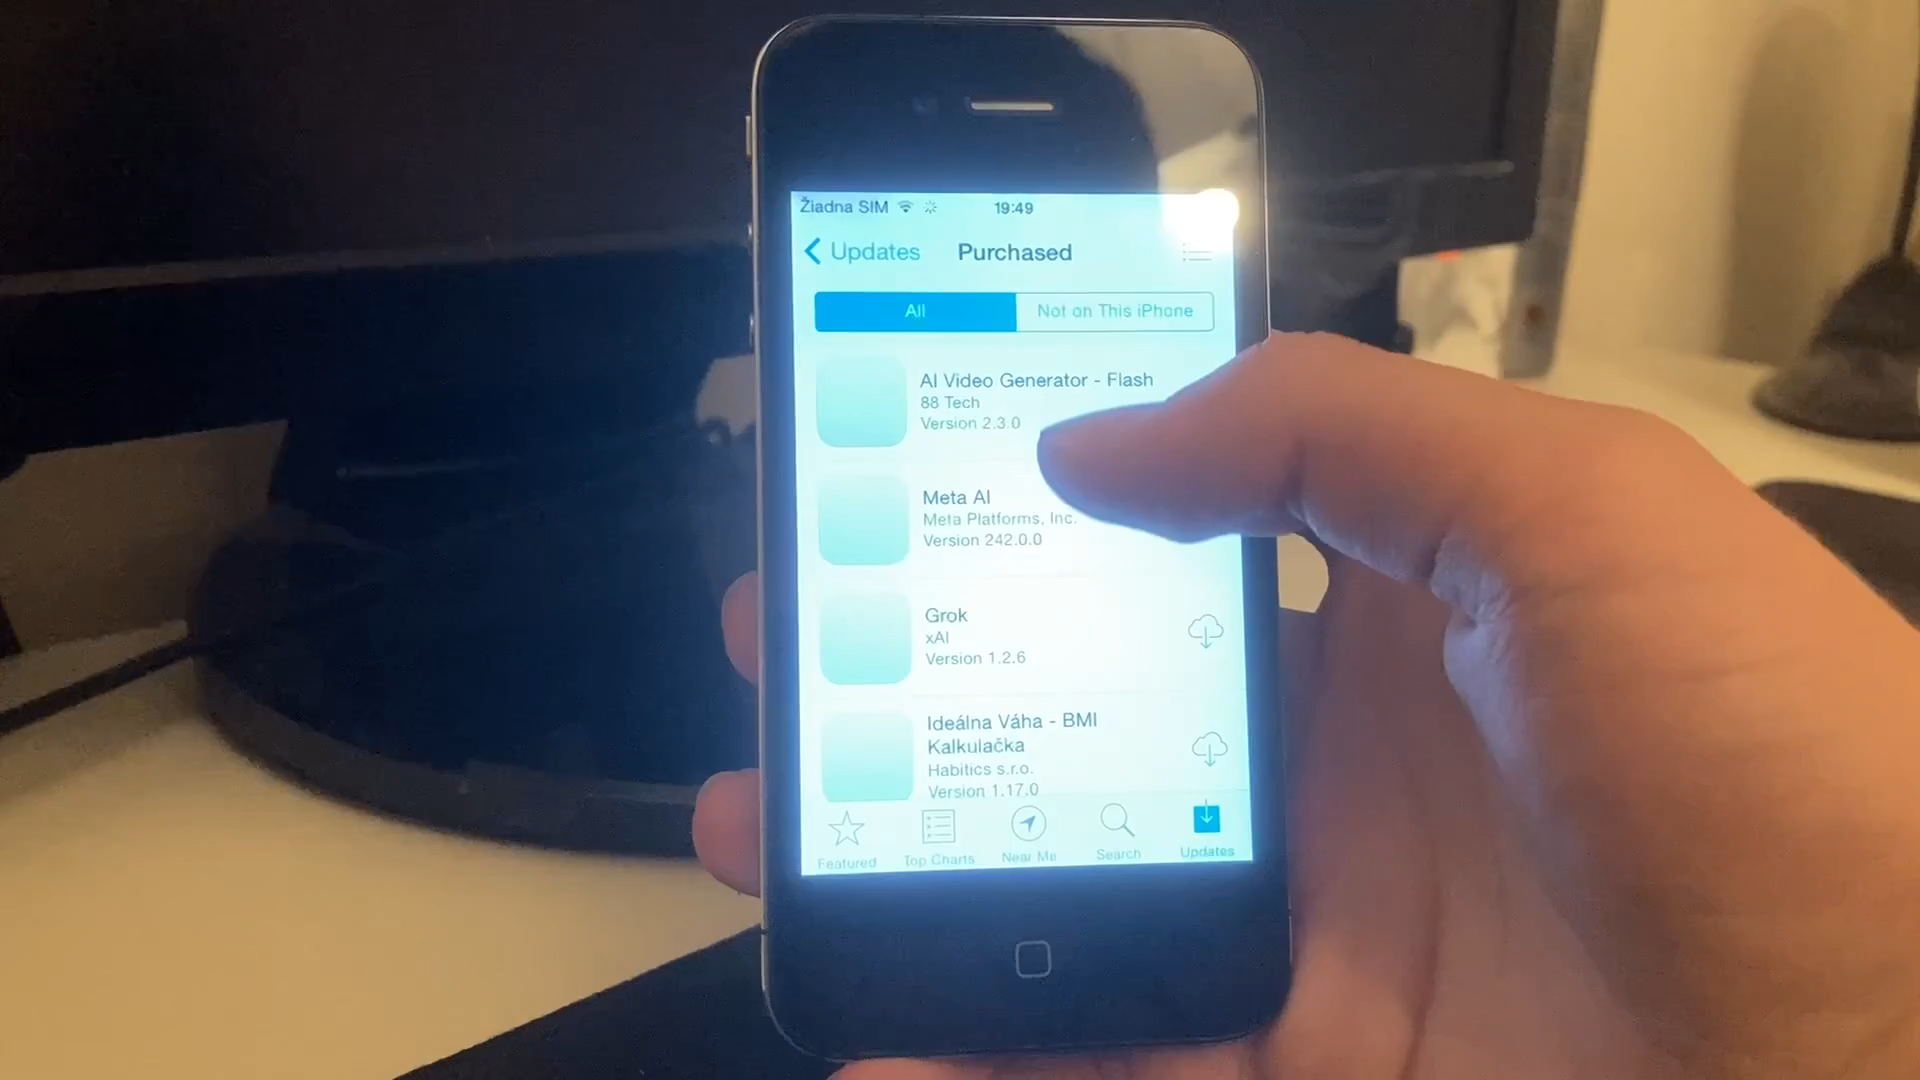 Žiadna SIM 19:49
Updates Purchased
All Not on This iPhone
AI Video Generator - Flash
88 Tech
Version 2.3.0
Meta AI
Meta Platforms, Inc.
Version 242.0.0
Grok
xAI
Version 1.2.6
Ideálna Váha - BMI
Kalkulačka
Habitics s.r.o.
Version 1.17.0
Featured Top Charts Near Me Search Updates